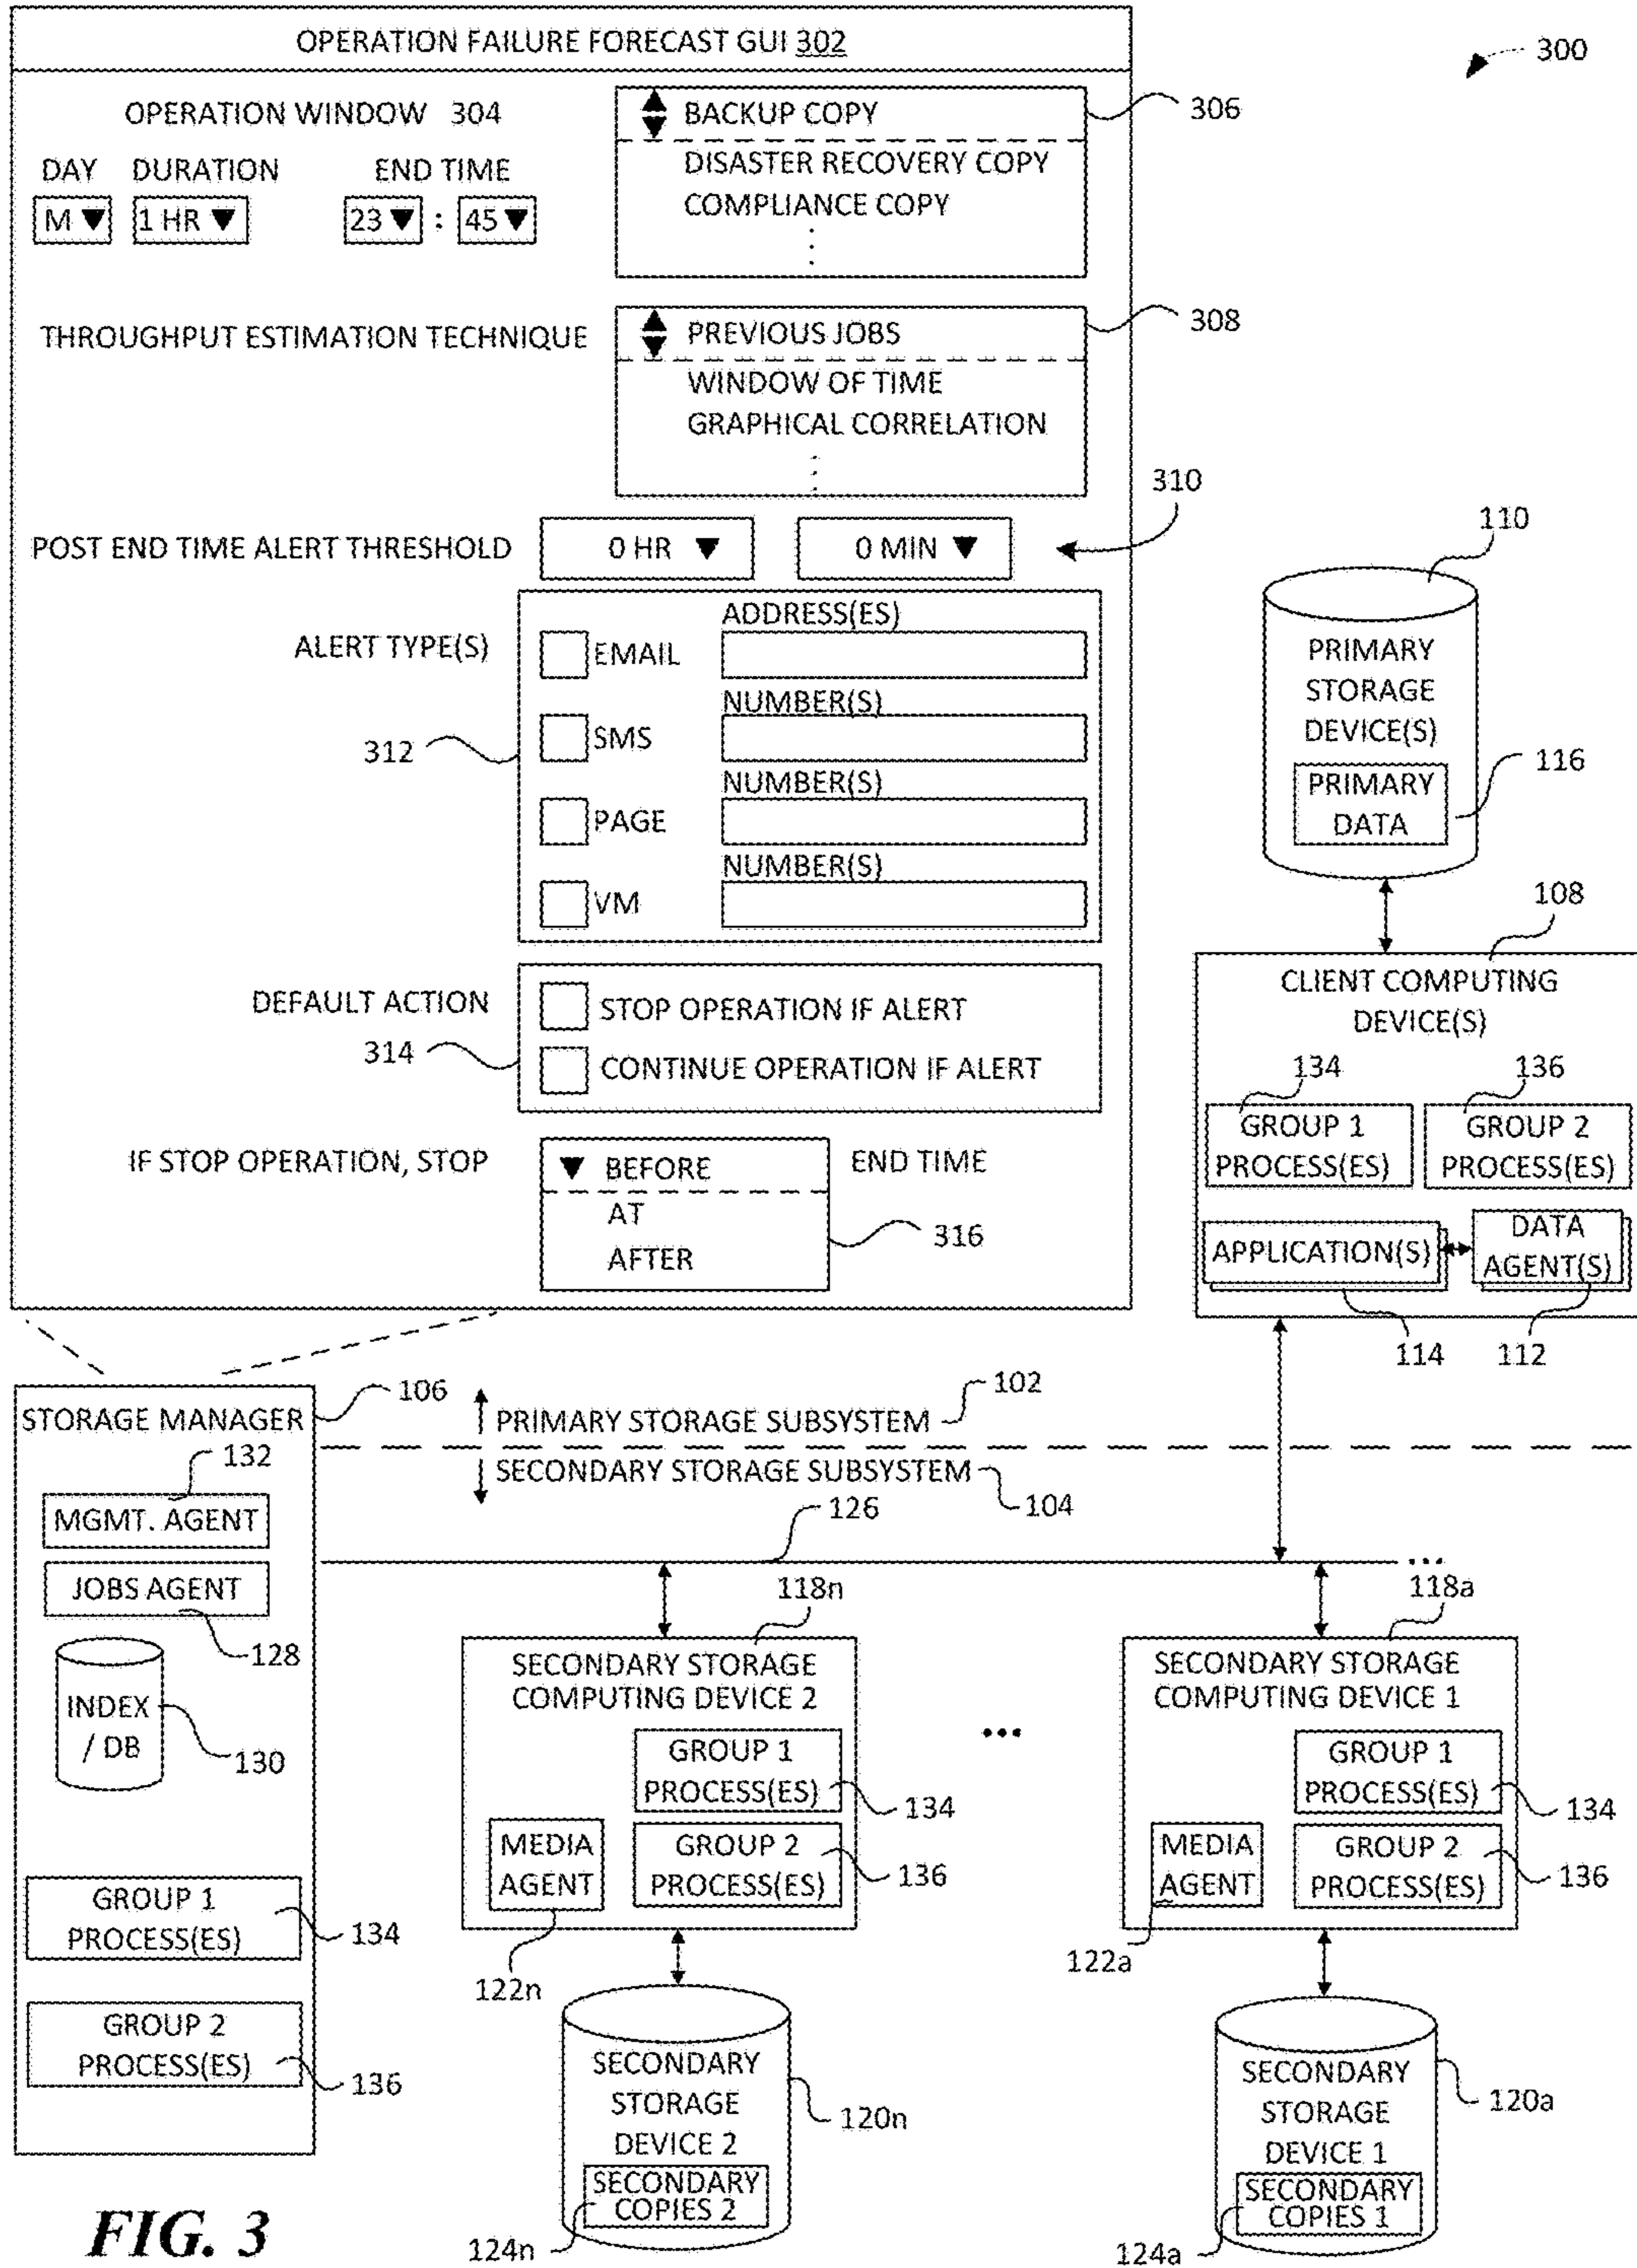 OPERATION FAILURE FORECAST GUI 302
300
OPERATION WINDOW 304
DAY DURATION END TIME
M 1 HR 23 : 45
BACKUP COPY
DISASTER RECOVERY COPY
COMPLIANCE COPY
306
THROUGHPUT ESTIMATION TECHNIQUE
PREVIOUS JOBS
WINDOW OF TIME
GRAPHICAL CORRELATION
308
310
POST END TIME ALERT THRESHOLD 0 HR 0 MIN
ALERT TYPE(S)
ADDRESS(ES)
EMAIL
NUMBER(S)
SMS
312
NUMBER(S)
PAGE
NUMBER(S)
VM
DEFAULT ACTION
STOP OPERATION IF ALERT
314
CONTINUE OPERATION IF ALERT
IF STOP OPERATION, STOP BEFORE END TIME
AT
AFTER
316
110
PRIMARY
STORAGE
DEVICE(S)
116
PRIMARY
DATA
108
CLIENT COMPUTING
DEVICE(S)
134 136
GROUP 1
PROCESS(ES)
GROUP 2
PROCESS(ES)
APPLICATION(S)
DATA
AGENT(S)
114 112
106
STORAGE MANAGER
132
MGMT. AGENT
JOBS AGENT
128
INDEX
/ DB
130
GROUP 1
PROCESS(ES)
134
GROUP 2
PROCESS(ES)
136
102
PRIMARY STORAGE SUBSYSTEM
SECONDARY STORAGE SUBSYSTEM
104
126
...
118n
SECONDARY STORAGE
COMPUTING DEVICE 2
GROUP 1
PROCESS(ES)
134
MEDIA
AGENT
GROUP 2
PROCESS(ES)
136
122n
...
118a
SECONDARY STORAGE
COMPUTING DEVICE 1
GROUP 1
PROCESS(ES)
134
MEDIA
AGENT
GROUP 2
PROCESS(ES)
136
122a
SECONDARY
STORAGE
DEVICE 2
120n
SECONDARY
COPIES 2
124n
SECONDARY
STORAGE
DEVICE 1
120a
SECONDARY
COPIES 1
124a
FIG. 3